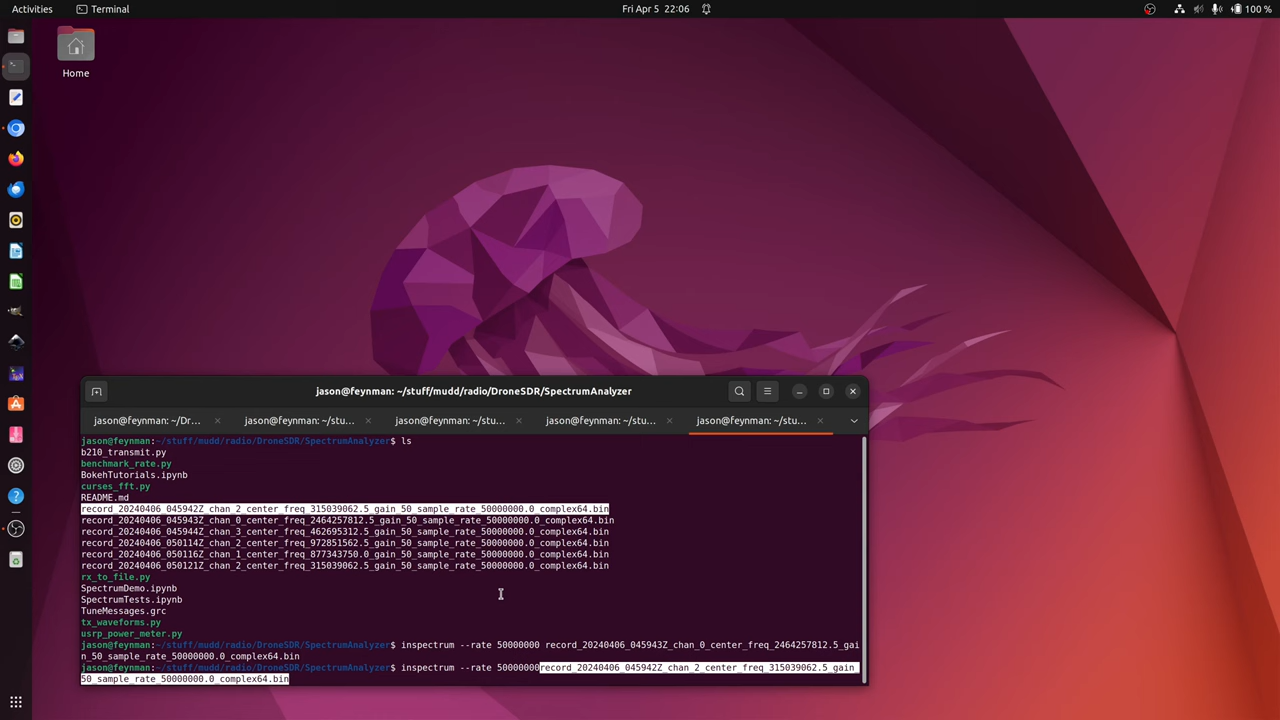 Activities
Terminal
Fri Apr 5 22:06
100 %
Home
jason@feynman: ~/stuff/mudd/radio/DroneSDR/SpectrumAnalyzer
jason@feynman: ~/Dr...
jason@feynman: ~/stu...
jason@feynman: ~/stu...
jason@feynman: ~/stu...
jason@feynman: ~/stu...
jason@feynman:~/stuff/mudd/radio/DroneSDR/SpectrumAnalyzer$ ls
b210_transmit.py
benchmark_rate.py
BokehTutorials.ipynb
curses_fft.py
README.md
record_20240406_045942Z_chan_2_center_freq_315039062.5_gain_50_sample_rate_50000000.0_complex64.bin
record_20240406_045943Z_chan_0_center_freq_2464257812.5_gain_50_sample_rate_50000000.0_complex64.bin
record_20240406_045944Z_chan_3_center_freq_462695312.5_gain_50_sample_rate_50000000.0_complex64.bin
record_20240406_050114Z_chan_2_center_freq_972851562.5_gain_50_sample_rate_50000000.0_complex64.bin
record_20240406_050116Z_chan_1_center_freq_877343750.0_gain_50_sample_rate_50000000.0_complex64.bin
record_20240406_050121Z_chan_2_center_freq_315039062.5_gain_50_sample_rate_50000000.0_complex64.bin
rx_to_file.py
SpectrumDemo.ipynb
SpectrumTests.ipynb
TuneMessages.grc
tx_waveforms.py
usrp_power_meter.py
jason@feynman:~/stuff/mudd/radio/DroneSDR/SpectrumAnalyzer$ inspectrum --rate 50000000 record_20240406_045943Z_chan_0_center_freq_2464257812.5_gai
n_50_sample_rate_50000000.0_complex64.bin
jason@feynman:~/stuff/mudd/radio/DroneSDR/SpectrumAnalyzer$ inspectrum --rate 50000000record_20240406_045942Z_chan_2_center_freq_315039062.5_gain_
50_sample_rate_50000000.0_complex64.bin